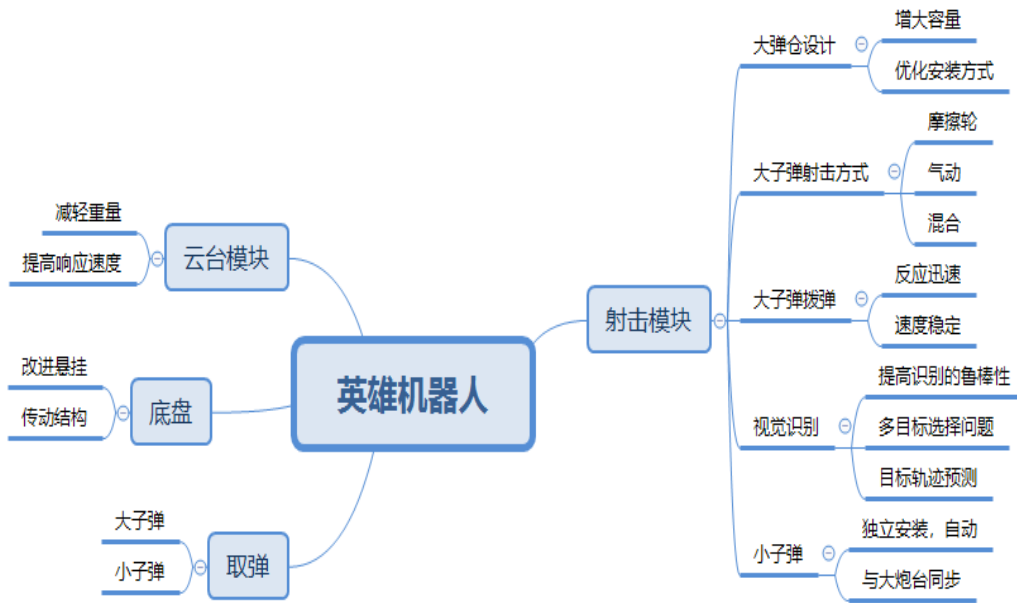 英雄机器人
云台模块
减轻重量
提高响应速度
底盘
改进悬挂
传动结构
取弹
大子弹
小子弹
射击模块
大弹仓设计
增大容量
优化安装方式
大子弹射击方式
摩擦轮
气动
混合
大子弹拨弹
反应迅速
速度稳定
视觉识别
提高识别的鲁棒性
多目标选择问题
目标轨迹预测
小子弹
独立安装，自动
与大炮台同步